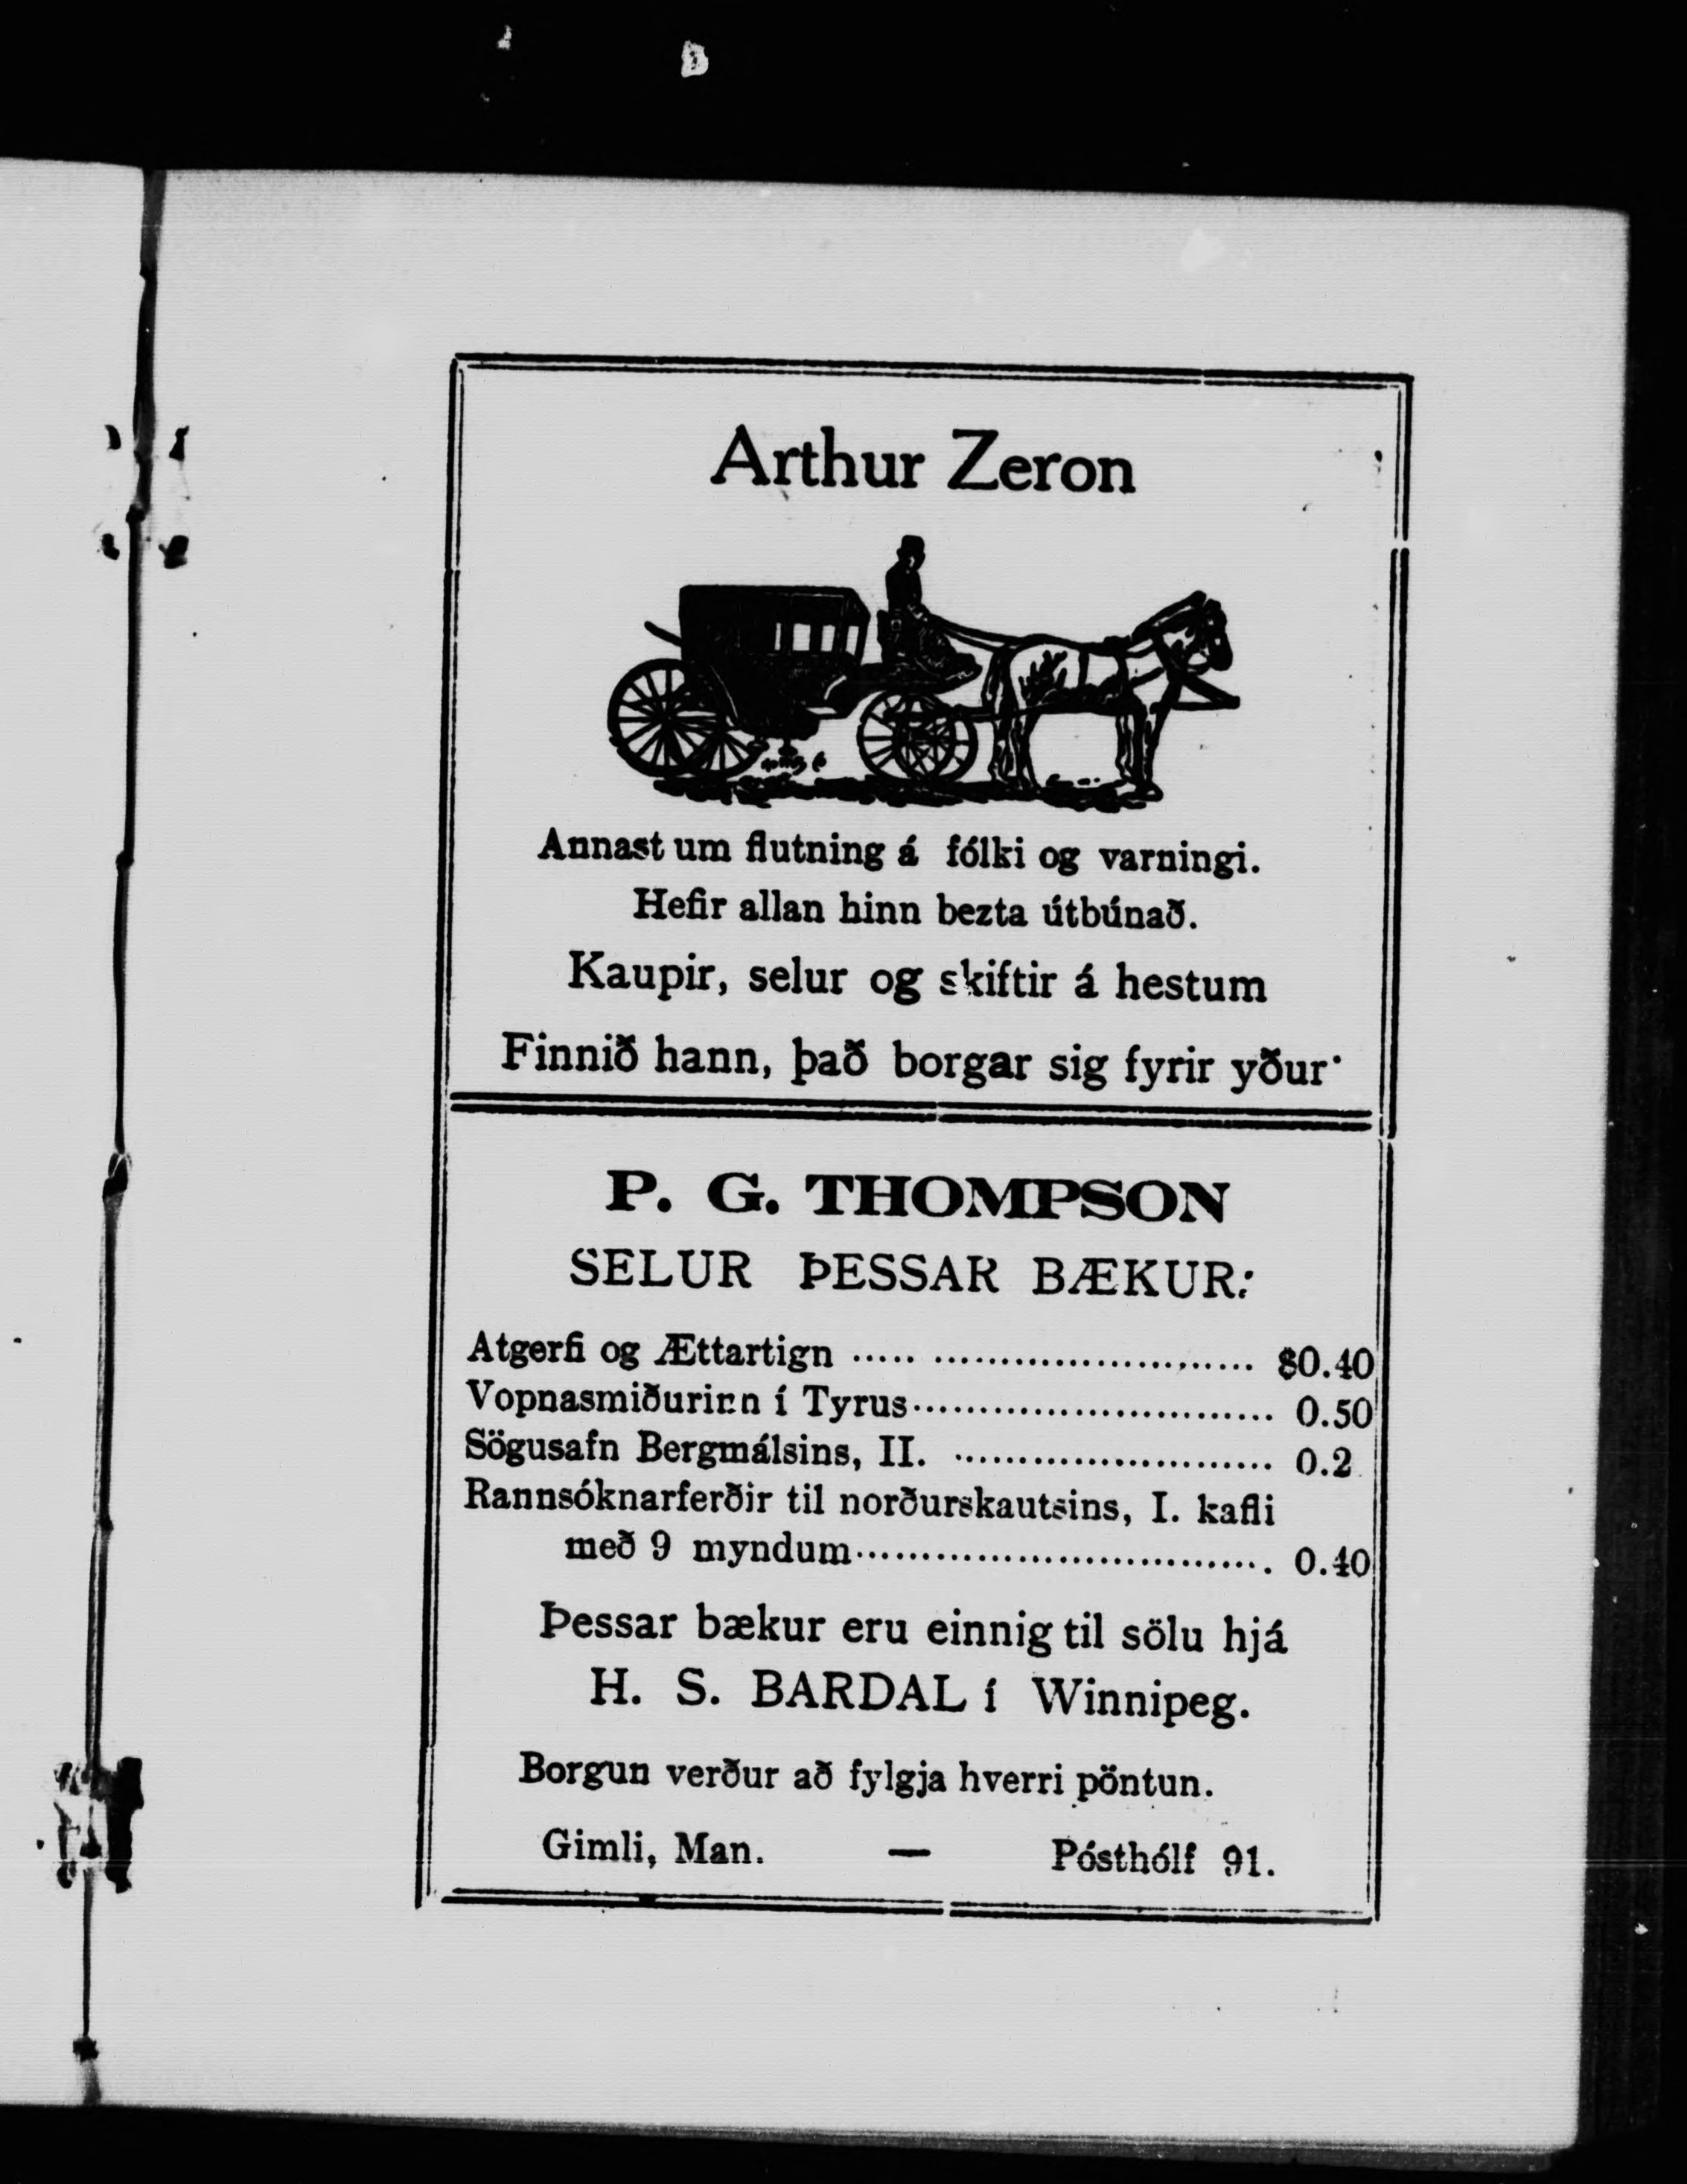 Arthur Zeron
Annast um flutning á fólki og varningi.
Hefir allan hinn bezta útbúnað.
Kaupir, selur og skiftir á hestum
Finnið hann, það borgar sig fyrir yður·
P. G. THOMPSON
SELUR ÞESSAR BÆKUR:
Atgerfi og Ættartign ..... ........................ $0.40
Vopnasmiðurinn í Tyrus........................... 0.50
Sögusafn Bergmálsins, II. ........................ 0.2
Rannsóknarferðir til norðurskautsins, I. kafli
með 9 myndum............................... 0.40
Þessar bækur eru einnig til sölu hjá
H. S. BARDAL í Winnipeg.
Borgun verður að fylgja hverri pöntun.
Gimli, Man. — Pósthólf 91.